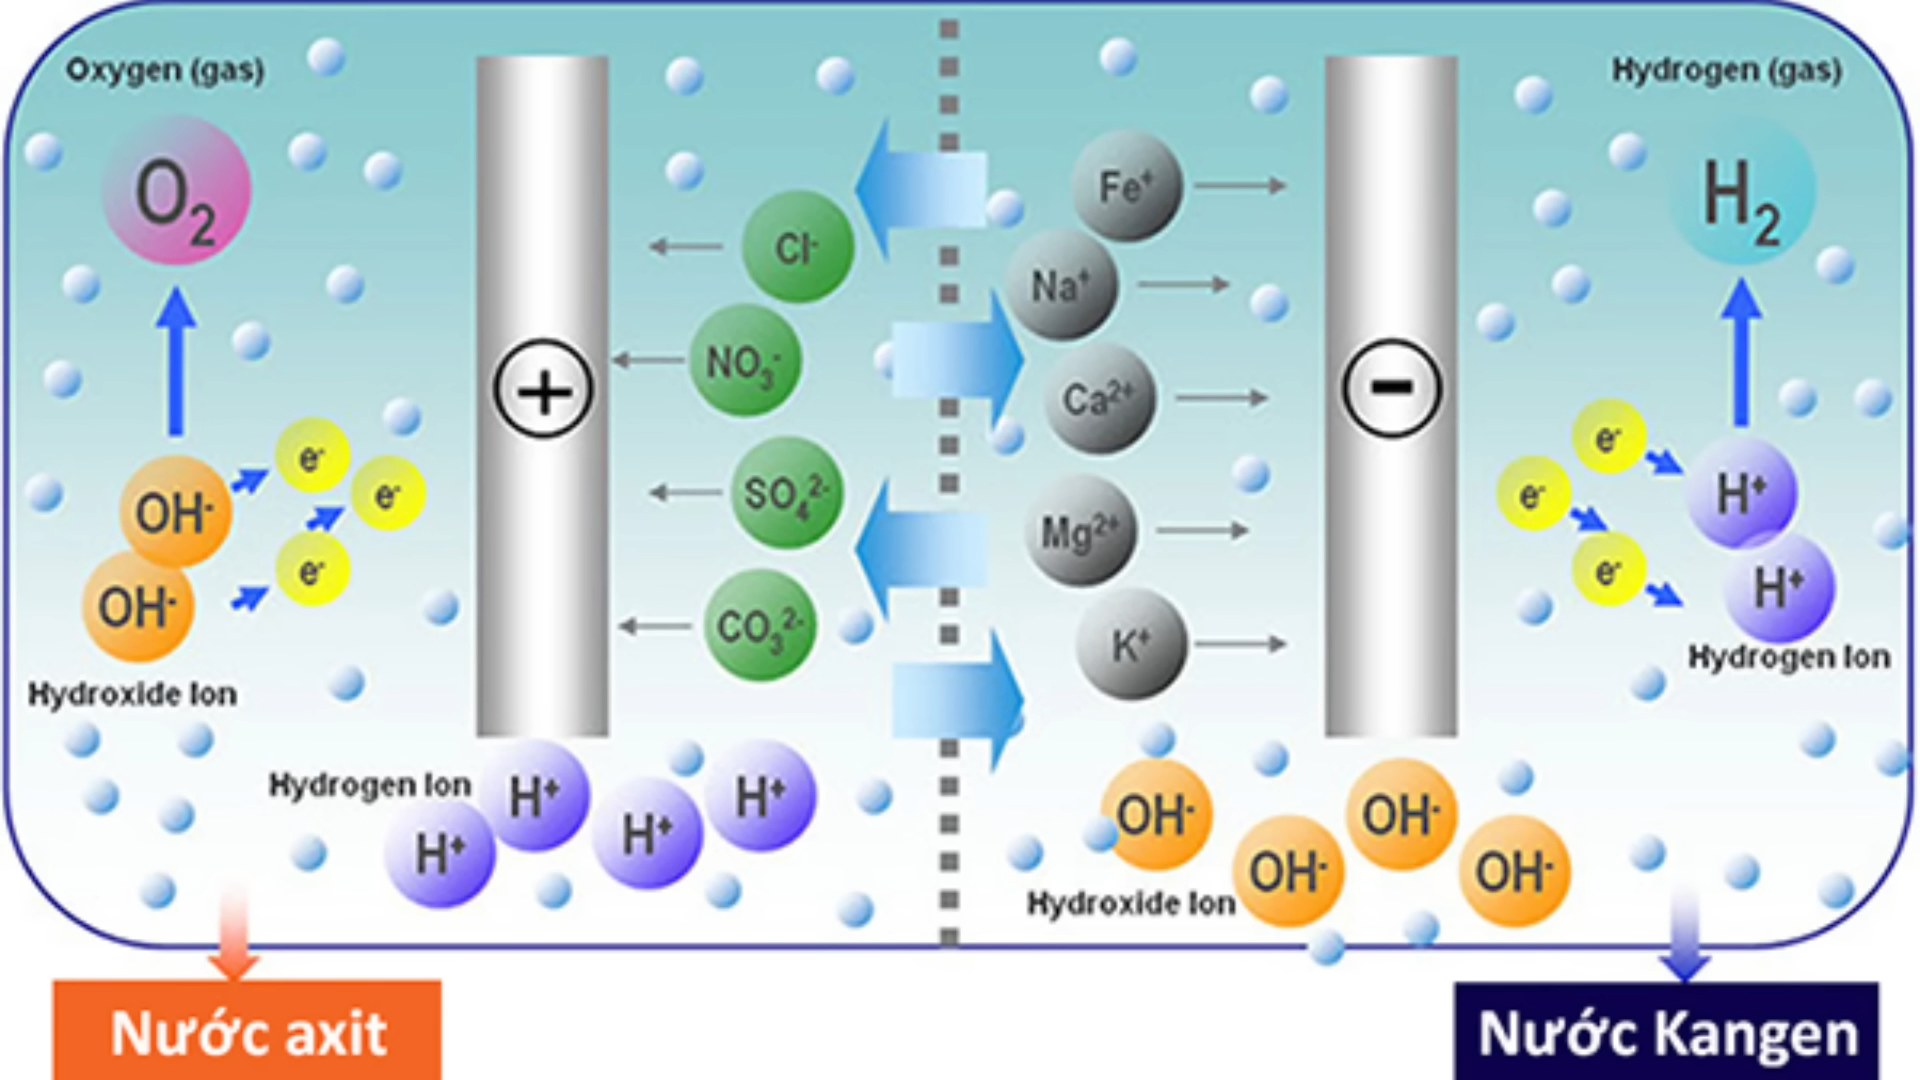 Oxygen (gas)
Hydrogen (gas)
O₂
H₂
Fe⁺
Cl⁻
Na⁺
+
NO₃⁻
Ca²⁺
-
e⁻
e⁻
e⁻
e⁻
OH⁻
SO₄²⁻
Mg²⁺
H⁺
e⁻
e⁻
OH⁻
CO₃²⁻
K⁺
H⁺
Hydroxide Ion
Hydrogen Ion
Hydrogen Ion
H⁺
H⁺
H⁺
H⁺
OH⁻
OH⁻
OH⁻
OH⁻
Hydroxide Ion
Nước axit
Nước Kangen